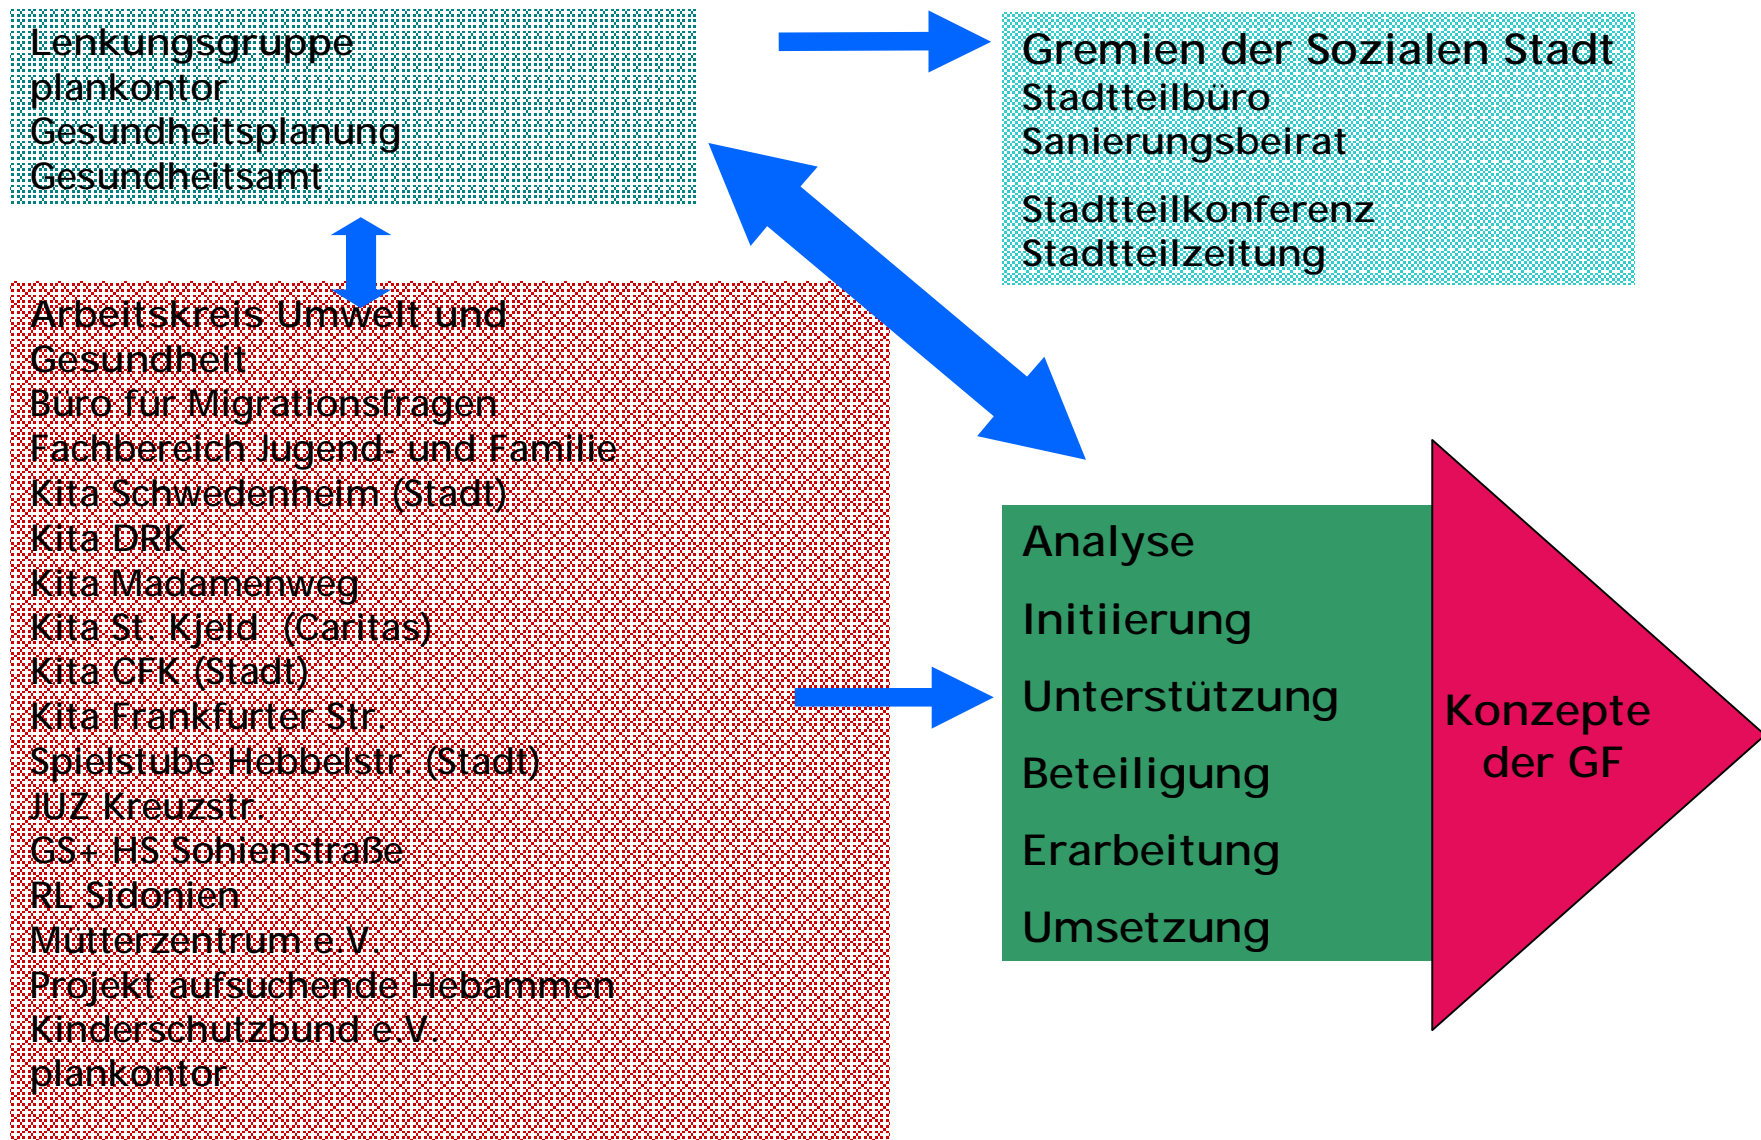 Lenkungsgruppe
plankontor
Gesundheitsplanung
Gesundheitsamt
Gremien der Sozialen Stadt
Stadtteilbüro
Sanierungsbeirat
Stadtteilkonferenz
Stadtteilzeitung
Arbeitskreis Umwelt und
Gesundheit
Büro für Migrationsfragen
Fachbereich Jugend- und Familie
Kita Schwedenheim (Stadt)
Kita DRK
Kita Madamenweg
Kita St. Kjeld (Caritas)
Kita CFK (Stadt)
Kita Frankfurter Str.
Spielstube Hebbelstr. (Stadt)
JUZ Kreuzstr.
GS+ HS Sohienstraße
RL Sidonien
Mütterzentrum e.V.
Projekt aufsuchende Hebammen
Kinderschutzbund e.V.
plankontor
Analyse
Initiierung
Unterstützung
Beteiligung
Erarbeitung
Umsetzung
Konzepte
der GF